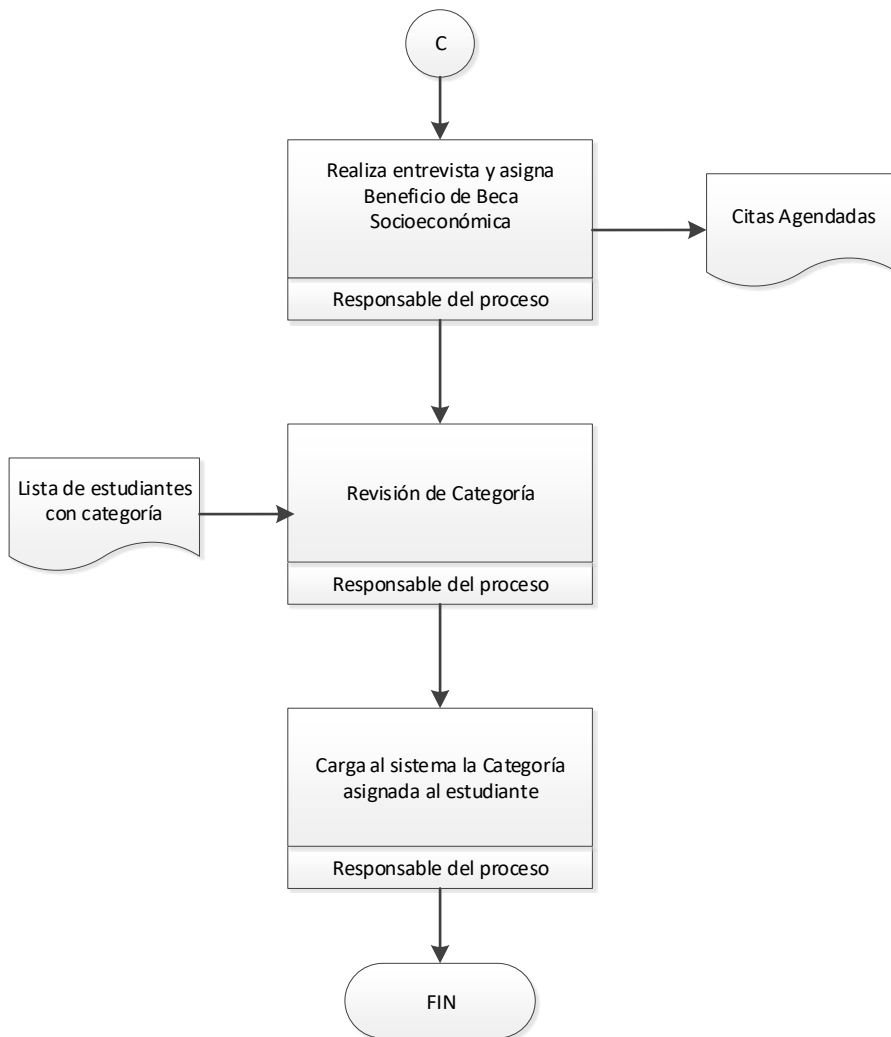 C
Realiza entrevista y asigna
Beneficio de Beca
Socioeconómica
Responsable del proceso
Citas Agendadas
Lista de estudiantes
con categoría
Revisión de Categoría
Responsable del proceso
Carga al sistema la Categoría
asignada al estudiante
Responsable del proceso
FIN